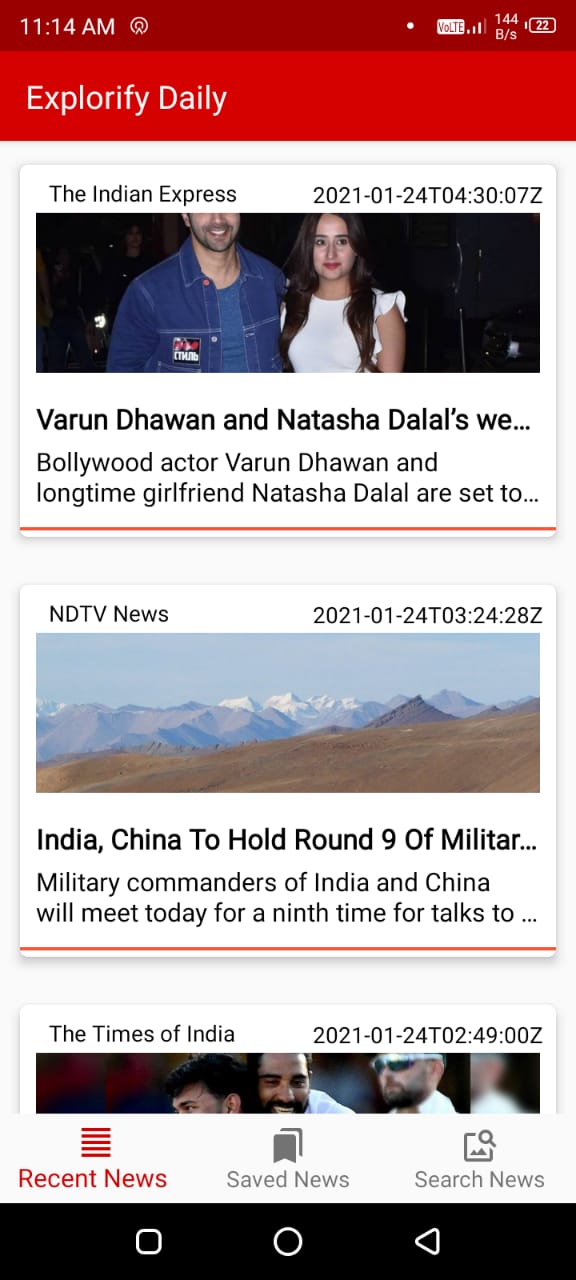 11:14 AM
VoLTE 144 B/s 22
Explorify Daily
The Indian Express 2021-01-24T04:30:07Z
СТИЛЬ
Varun Dhawan and Natasha Dalal’s we...
Bollywood actor Varun Dhawan and
longtime girlfriend Natasha Dalal are set to...
NDTV News 2021-01-24T03:24:28Z
India, China To Hold Round 9 Of Militar...
Military commanders of India and China
will meet today for a ninth time for talks to ...
The Times of India 2021-01-24T02:49:00Z
Recent News Saved News Search News